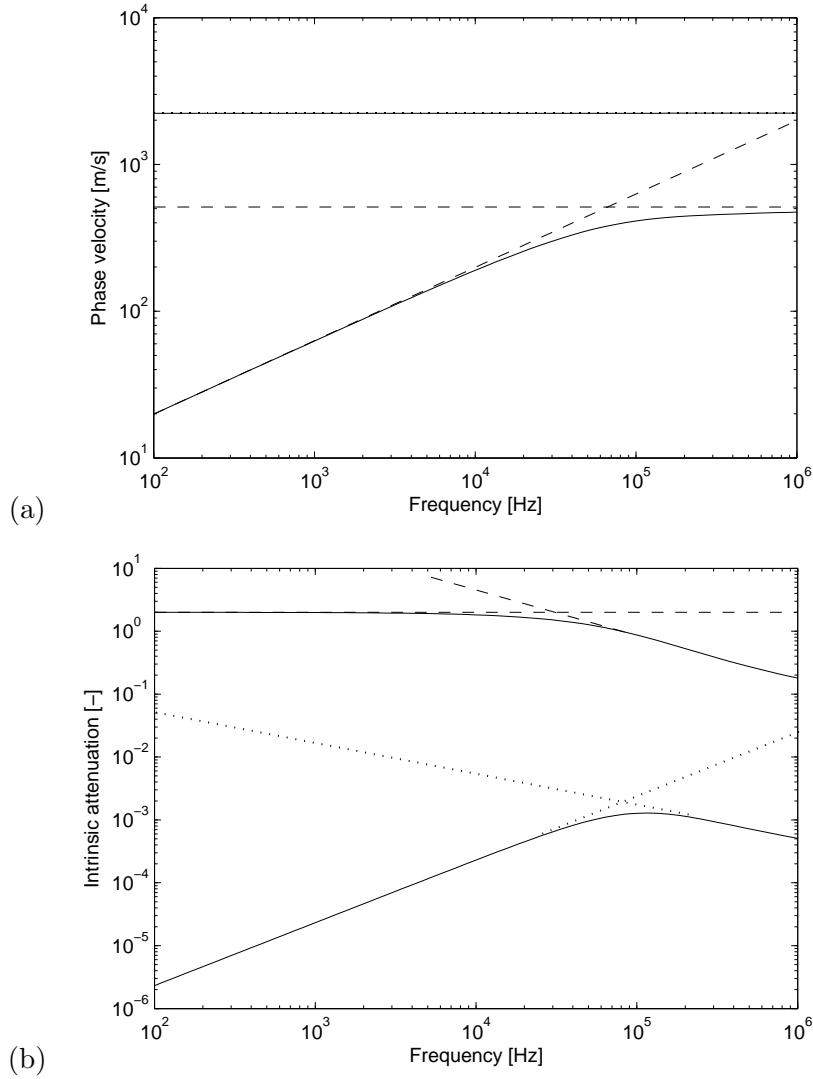 10^4
10^3
10^2
10^1
Phase velocity [m/s]
10^2 10^3 10^4 10^5 10^6
Frequency [Hz]
(a)
10^1
10^0
10^−1
10^−2
10^−3
10^−4
10^−5
10^−6
Intrinsic attenuation [−]
10^2 10^3 10^4 10^5 10^6
Frequency [Hz]
(b)